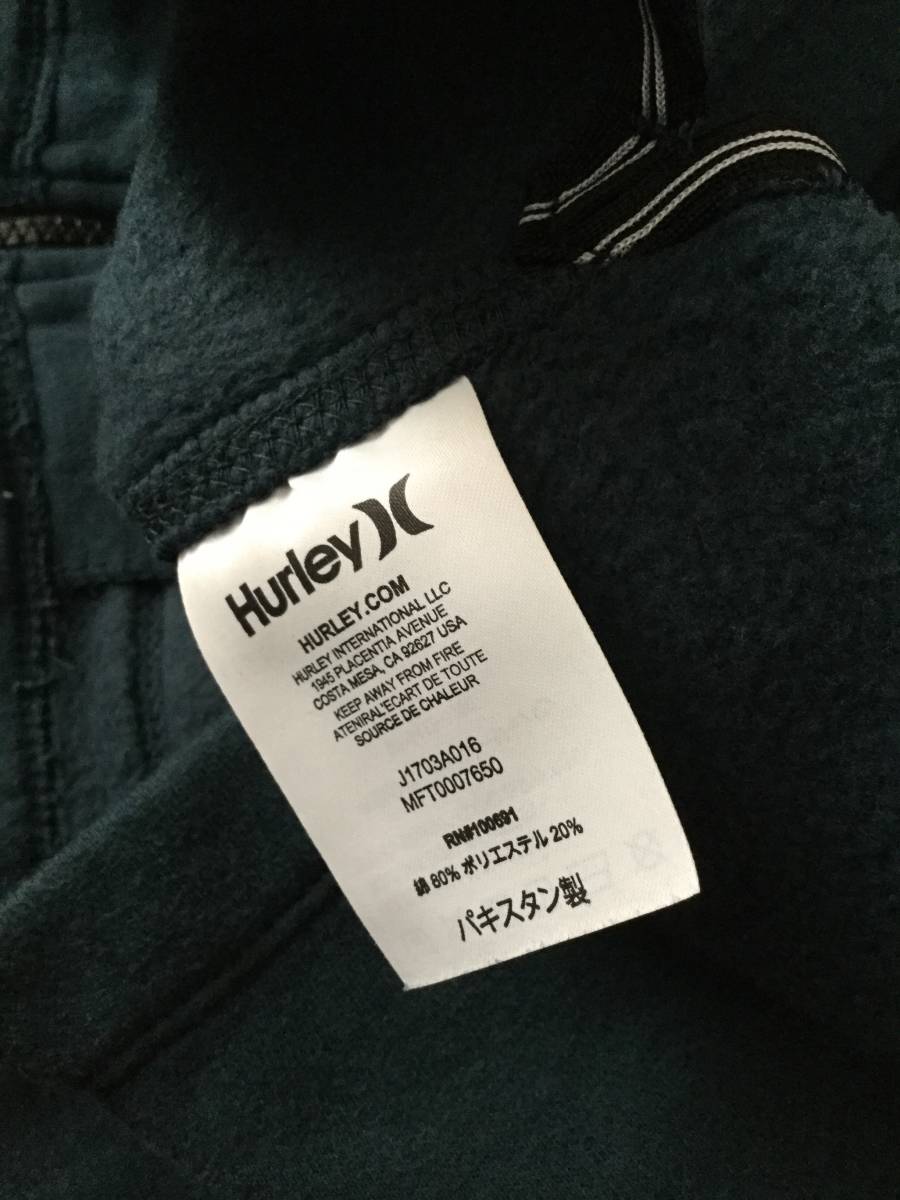 Hurley
HURLEY.COM
HURLEY INTERNATIONAL LLC
1945 PLACENTIA AVENUE
COSTA MESA, CA 92627 USA
KEEP AWAY FROM FIRE
ATENIRAL'ECART DE TOUTE
SOURCE DE CHALEUR
J1703A016
MFT0007650
RN#100691
綿 80% ポリエステル 20%
パキスタン製